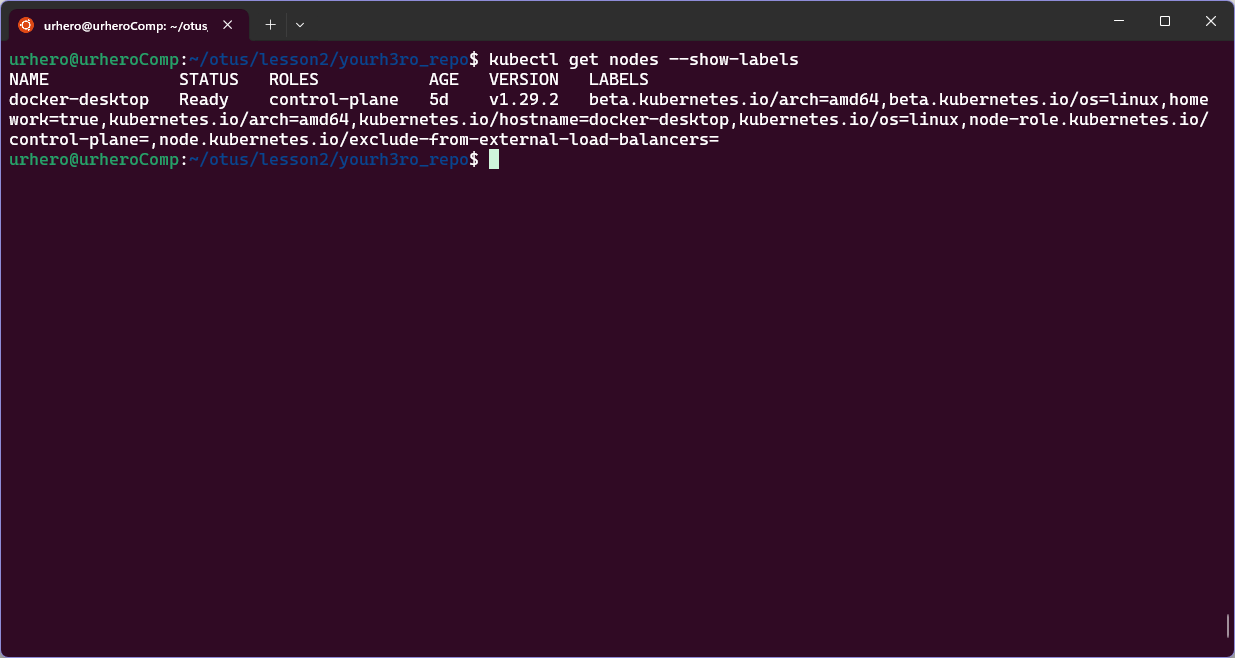 urhero@urheroComp: ~/otus,
urhero@urheroComp:~/otus/lesson2/yourh3ro_repo$ kubectl get nodes --show-labels
NAME STATUS ROLES AGE VERSION LABELS
docker-desktop Ready control-plane 5d v1.29.2 beta.kubernetes.io/arch=amd64,beta.kubernetes.io/os=linux,home
work=true,kubernetes.io/arch=amd64,kubernetes.io/hostname=docker-desktop,kubernetes.io/os=linux,node-role.kubernetes.io/
control-plane=,node.kubernetes.io/exclude-from-external-load-balancers=
urhero@urheroComp:~/otus/lesson2/yourh3ro_repo$